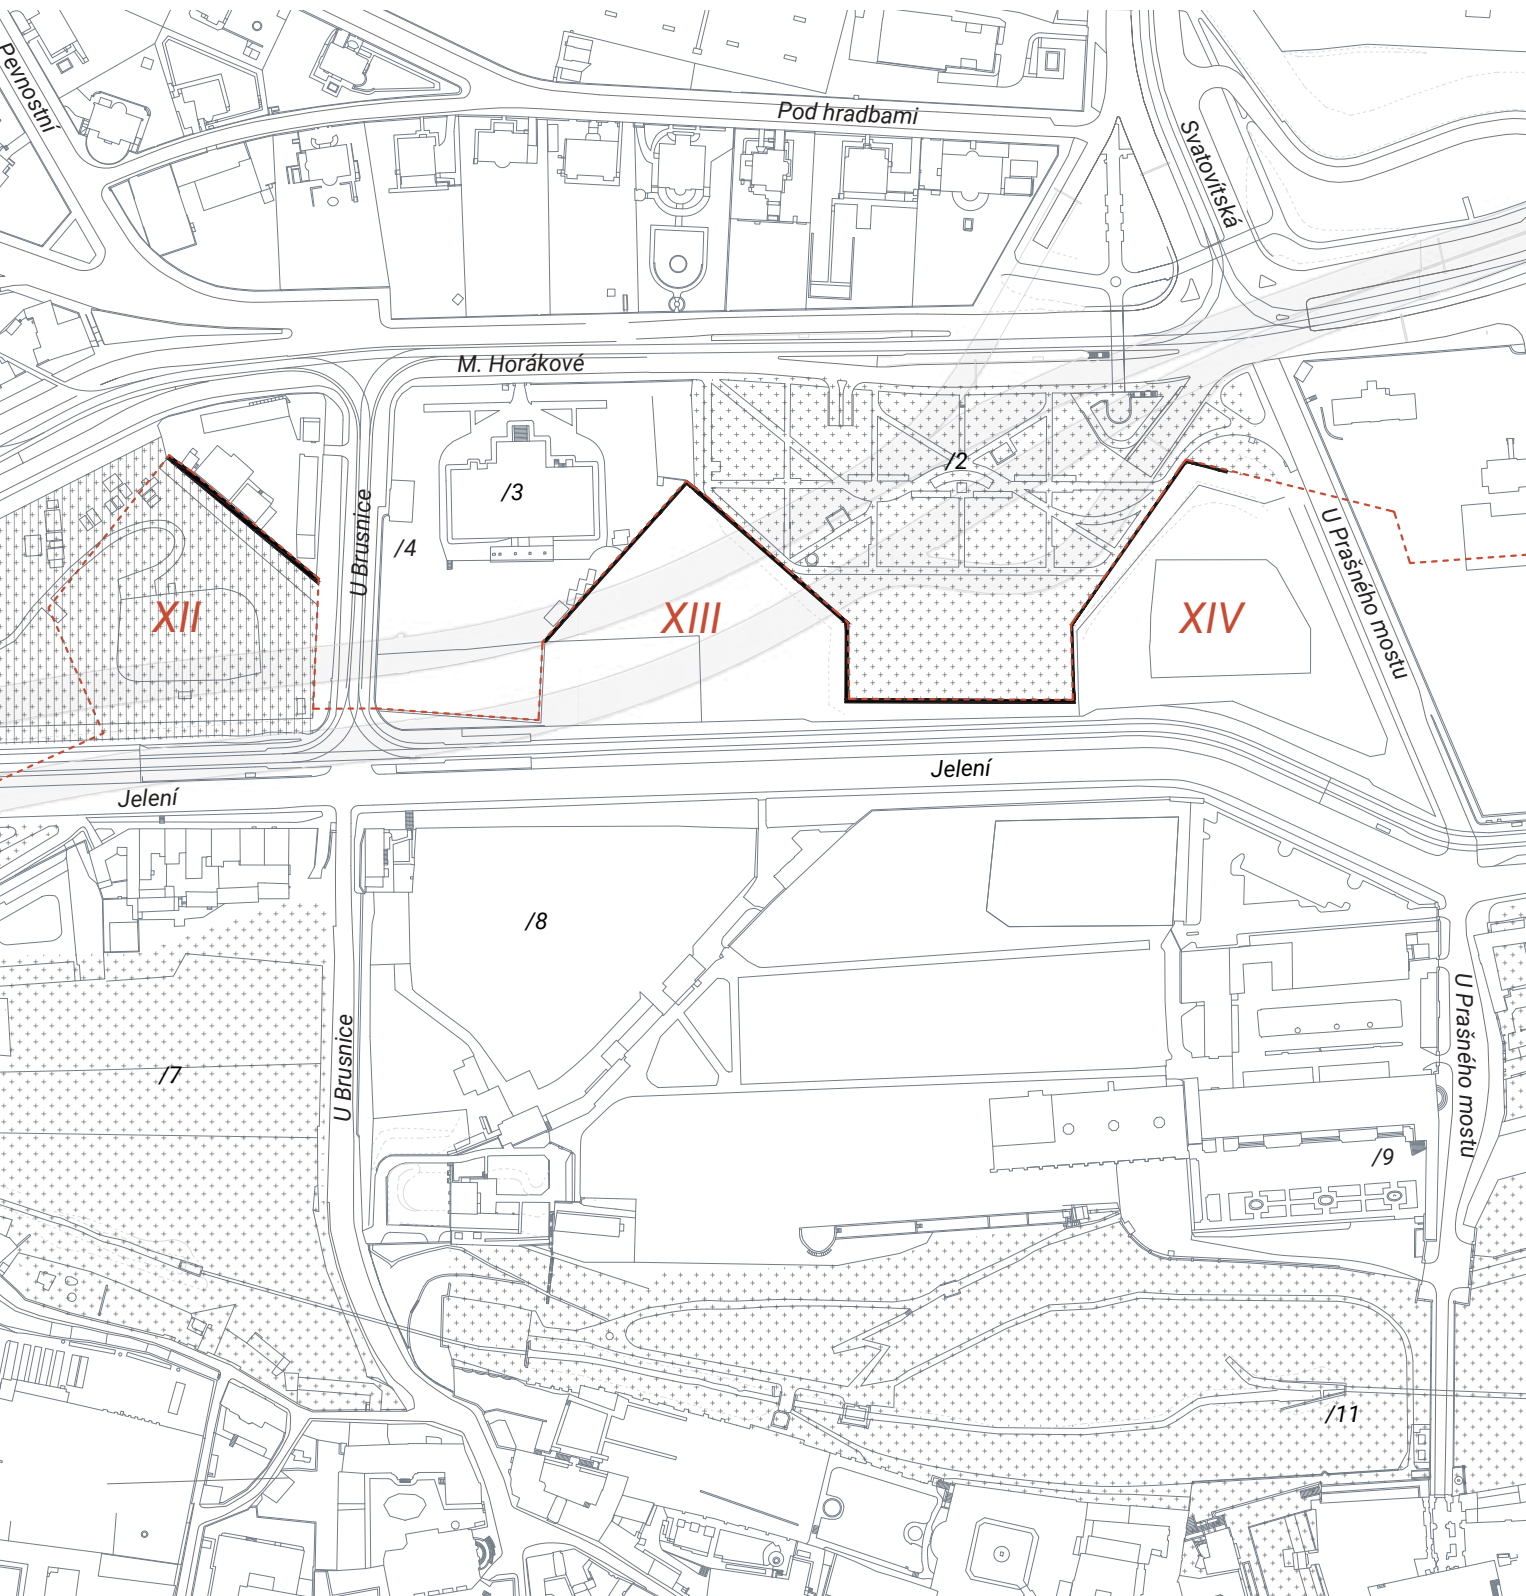 Pevnostní
Pod hradbami
Svatovítská
M. Horákové
/2
/3
U Brusnice
/4
U Prašného mostu
XII
XIII
XIV
Jelení
Jelení
/8
U Brusnice
U Prašného mostu
/7
/9
/11